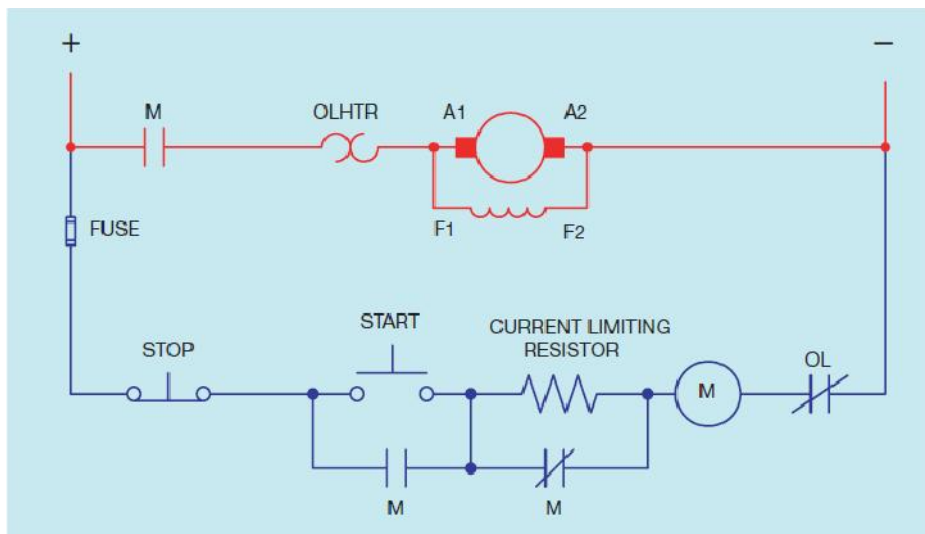 +
−
M
OLHTR
A1
A2
FUSE
F1
F2
START
CURRENT LIMITING
RESISTOR
STOP
OL
M
M
M